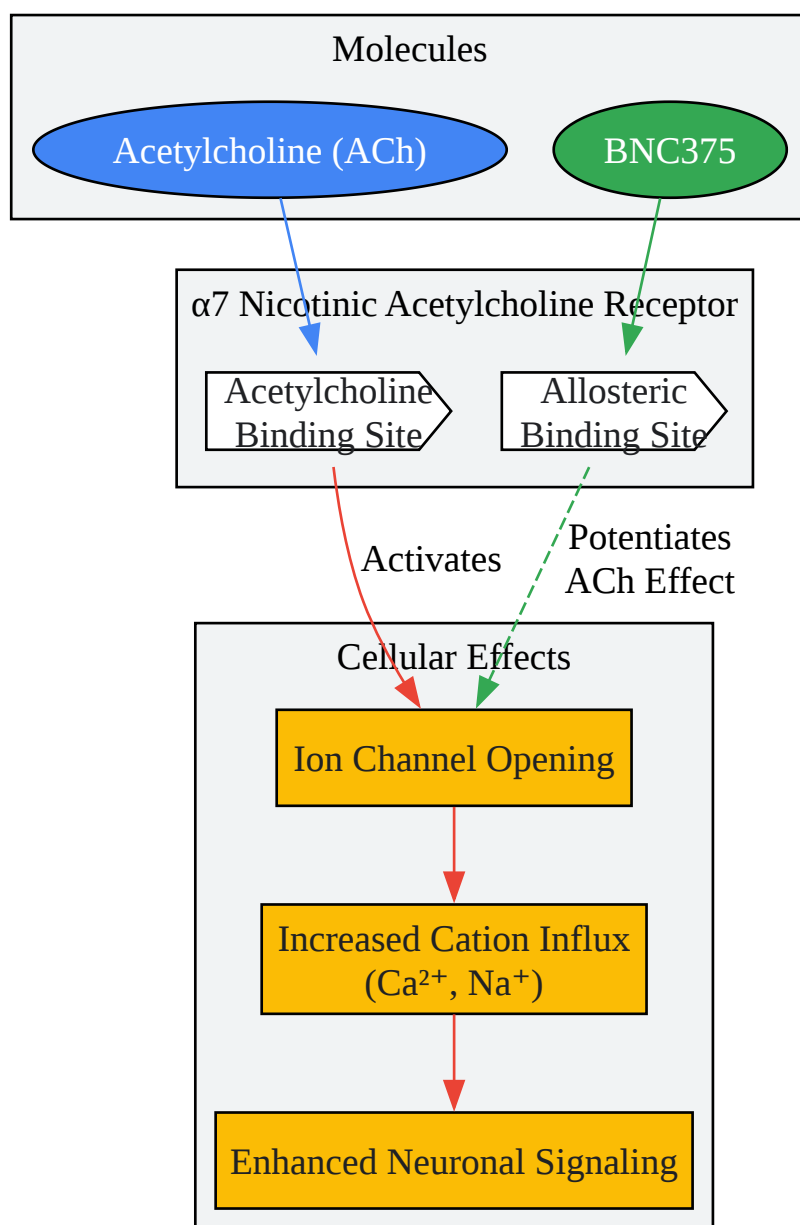 Molecules
Acetylcholine (ACh)
BNC375
α7 Nicotinic Acetylcholine Receptor
Acetylcholine
Binding Site
Allosteric
Binding Site
Activates
Potentiates
ACh Effect
Cellular Effects
Ion Channel Opening
Increased Cation Influx
(Ca²⁺, Na⁺)
Enhanced Neuronal Signaling